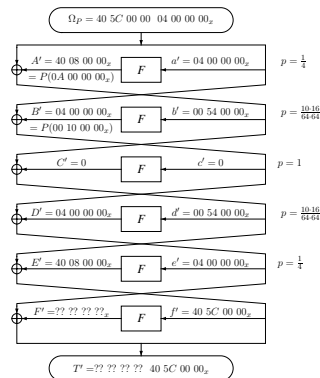 Ω_P = 40 5C 00 00 04 00 00 00_x
A′ = 40 08 00 00_x F a′ = 04 00 00 00_x p = 1/4
= P(0A 00 00 00_x)
B′ = 04 00 00 00_x F b′ = 00 54 00 00_x p = 10·16/64·64
= P(00 10 00 00_x)
C′ = 0 F c′ = 0 p = 1
D′ = 04 00 00 00_x F d′ = 00 54 00 00_x p = 10·16/64·64
E′ = 40 08 00 00_x F e′ = 04 00 00 00_x p = 1/4
F′ = ?? ?? ?? ??_x F f′ = 40 5C 00 00_x
T′ = ?? ?? ?? ?? 40 5C 00 00_x